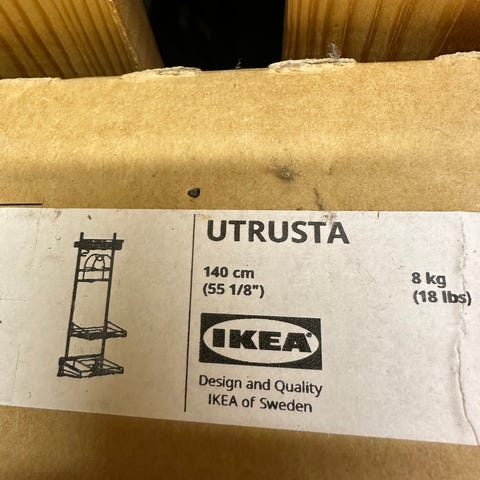 UTRUSTA
140 cm
(55 1/8")
8 kg
(18 lbs)
IKEA®
Design and Quality
IKEA of Sweden